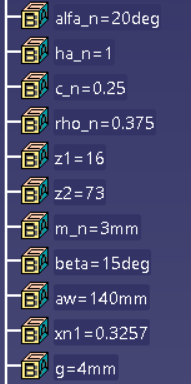 alfa_n=20deg
ha_n=1
c_n=0.25
rho_n=0.375
z1=16
z2=73
m_n=3mm
beta=15deg
aw=140mm
xn1=0.3257
g=4mm